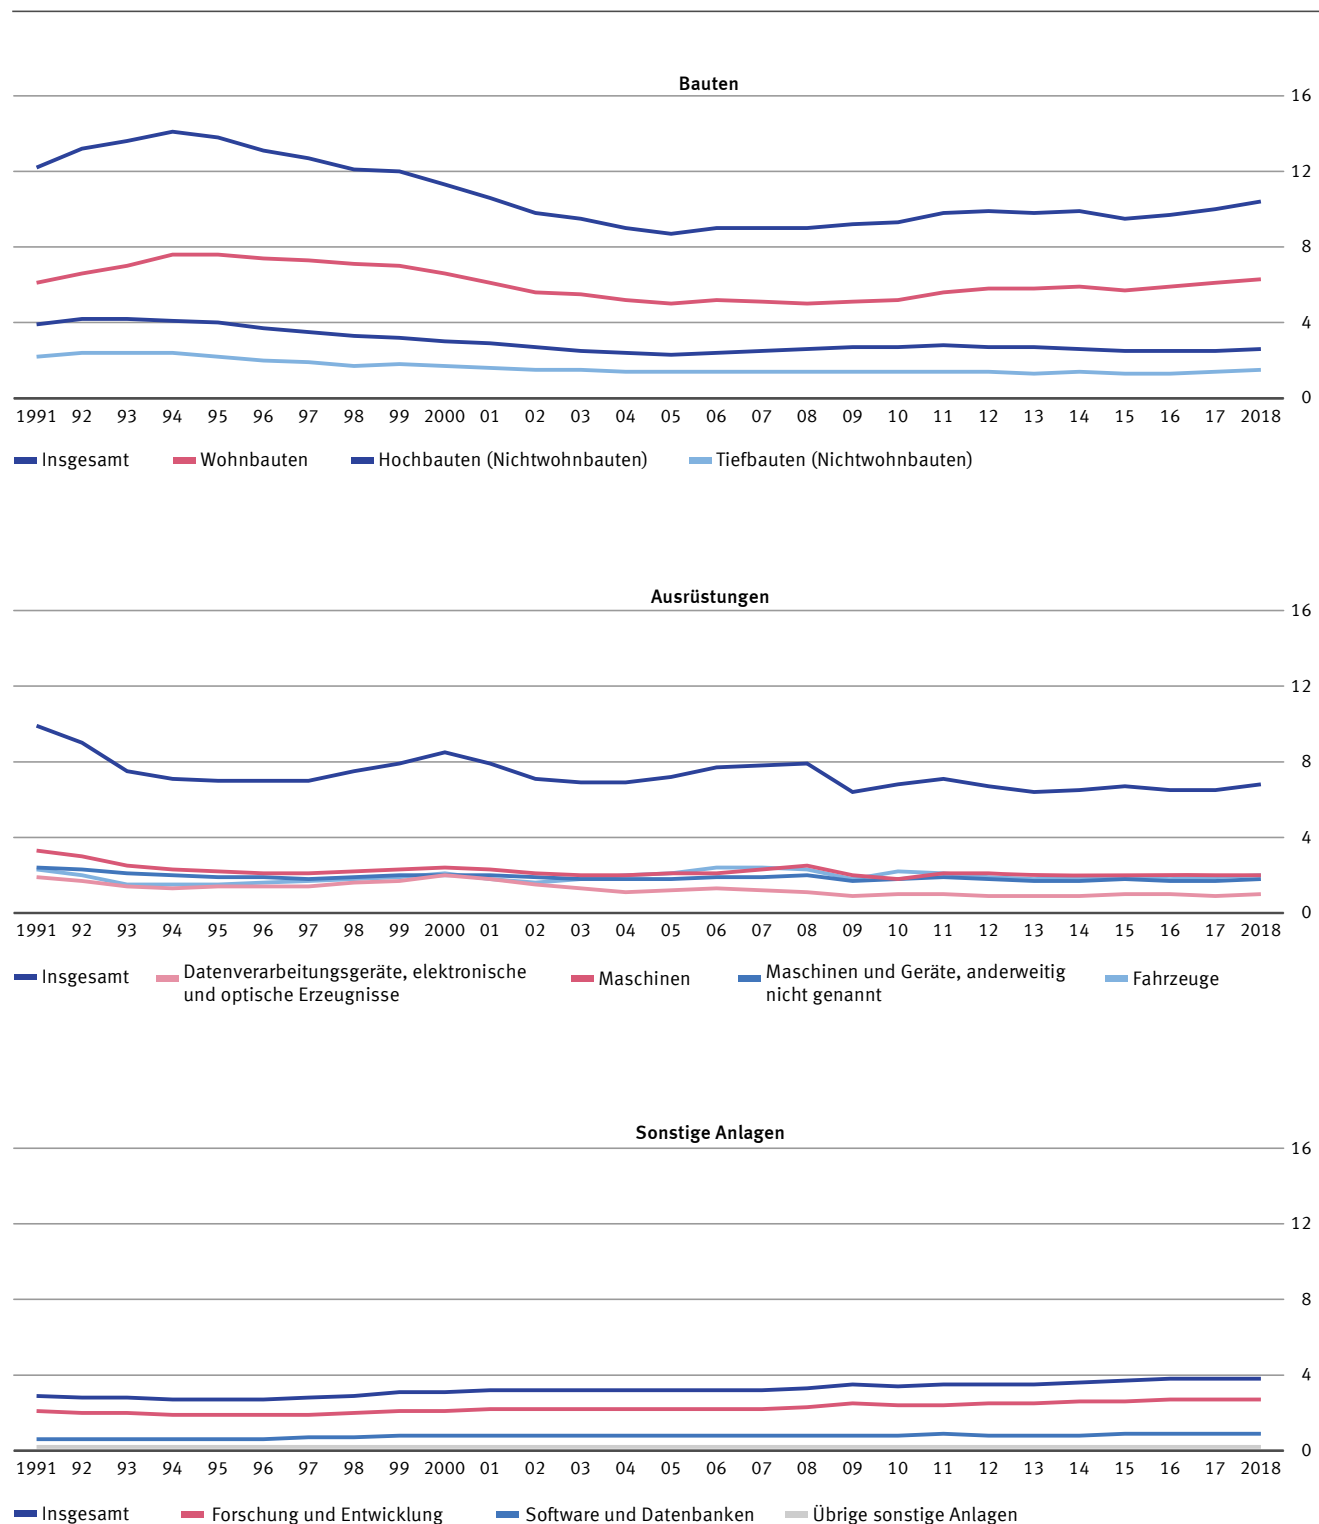 Bauten
16
12
8
4
0
1991 92 93 94 95 96 97 98 99 2000 01 02 03 04 05 06 07 08 09 10 11 12 13 14 15 16 17 2018
Insgesamt Wohnbauten Hochbauten (Nichtwohnbauten) Tiefbauten (Nichtwohnbauten)
Ausrüstungen
16
12
8
4
0
1991 92 93 94 95 96 97 98 99 2000 01 02 03 04 05 06 07 08 09 10 11 12 13 14 15 16 17 2018
Insgesamt
Datenverarbeitungsgeräte, elektronische
und optische Erzeugnisse
Maschinen
Maschinen und Geräte, anderweitig
nicht genannt
Fahrzeuge
Sonstige Anlagen
16
12
8
4
0
1991 92 93 94 95 96 97 98 99 2000 01 02 03 04 05 06 07 08 09 10 11 12 13 14 15 16 17 2018
Insgesamt Forschung und Entwicklung Software und Datenbanken Übrige sonstige Anlagen